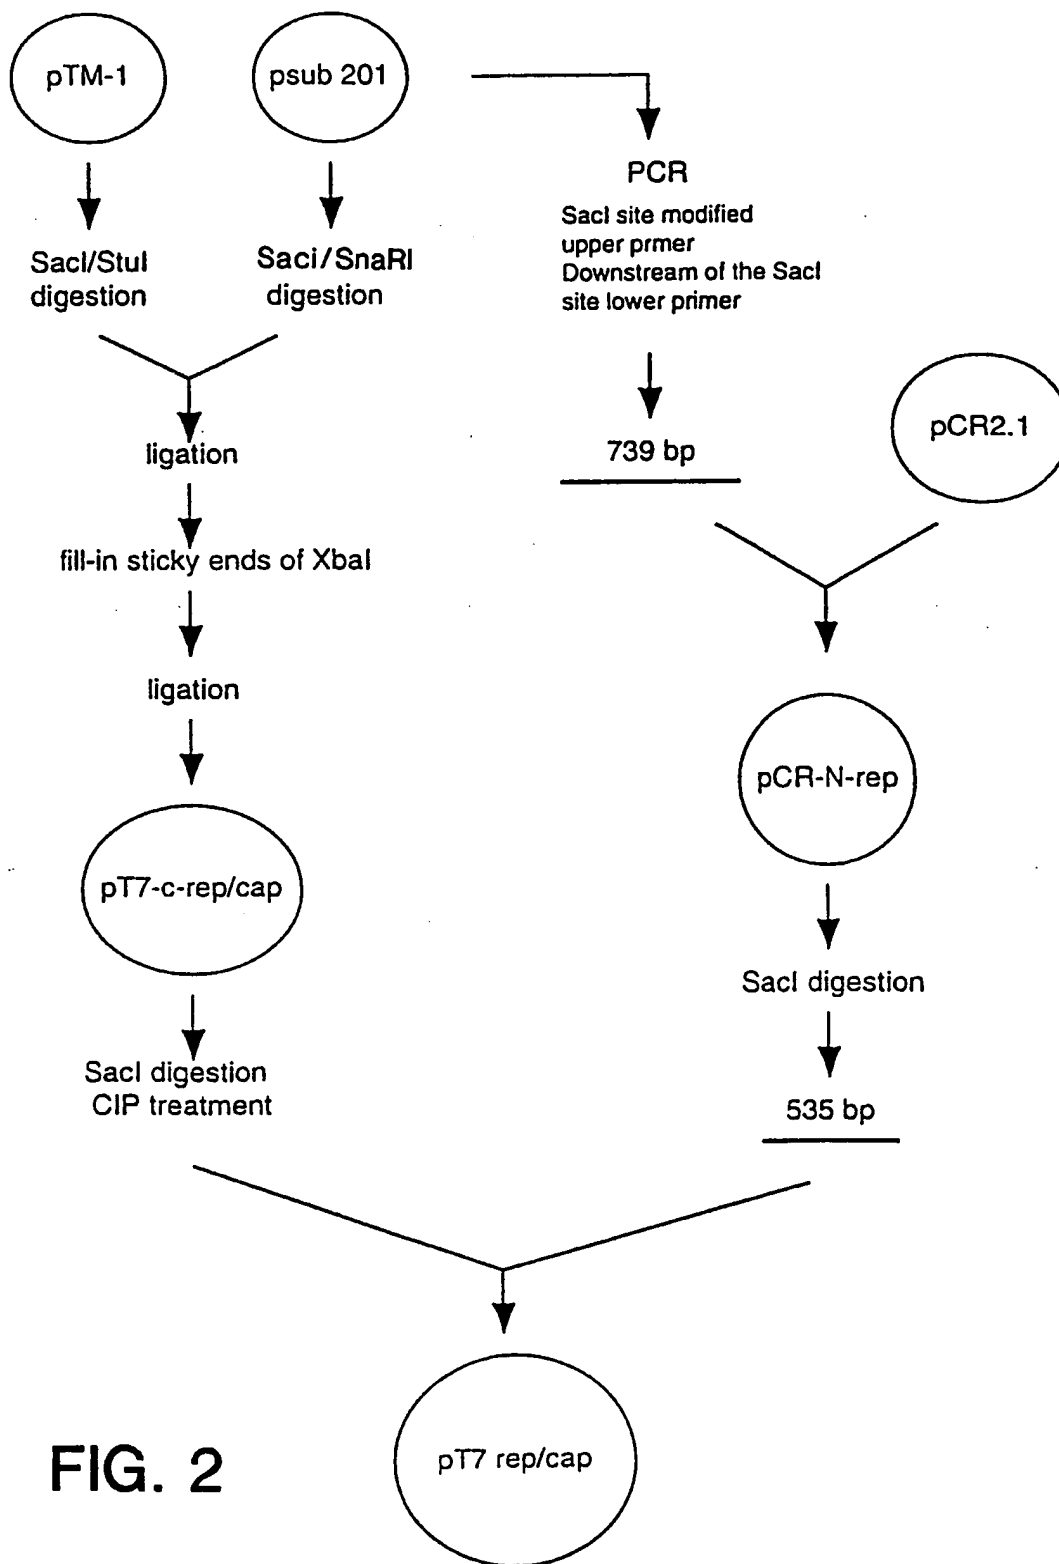 pTM-1
psub 201
PCR
SacI site modified
upper prmer
Downstream of the SacI
site lower primer
SacI/StuI
digestion
Saci/SnaRI
digestion
pCR2.1
739 bp
ligation
fill-in sticky ends of XbaI
ligation
pCR-N-rep
pT7-c-rep/cap
SacI digestion
SacI digestion
CIP treatment
535 bp
pT7 rep/cap
FIG. 2